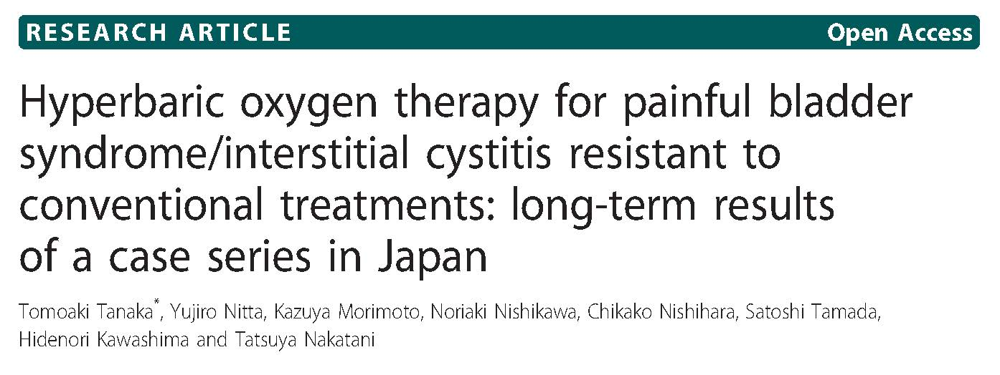 RESEARCH ARTICLE Open Access
Hyperbaric oxygen therapy for painful bladder
syndrome/interstitial cystitis resistant to
conventional treatments: long-term results
of a case series in Japan
Tomoaki Tanaka*, Yujiro Nitta, Kazuya Morimoto, Noriaki Nishikawa, Chikako Nishihara, Satoshi Tamada,
Hidenori Kawashima and Tatsuya Nakatani